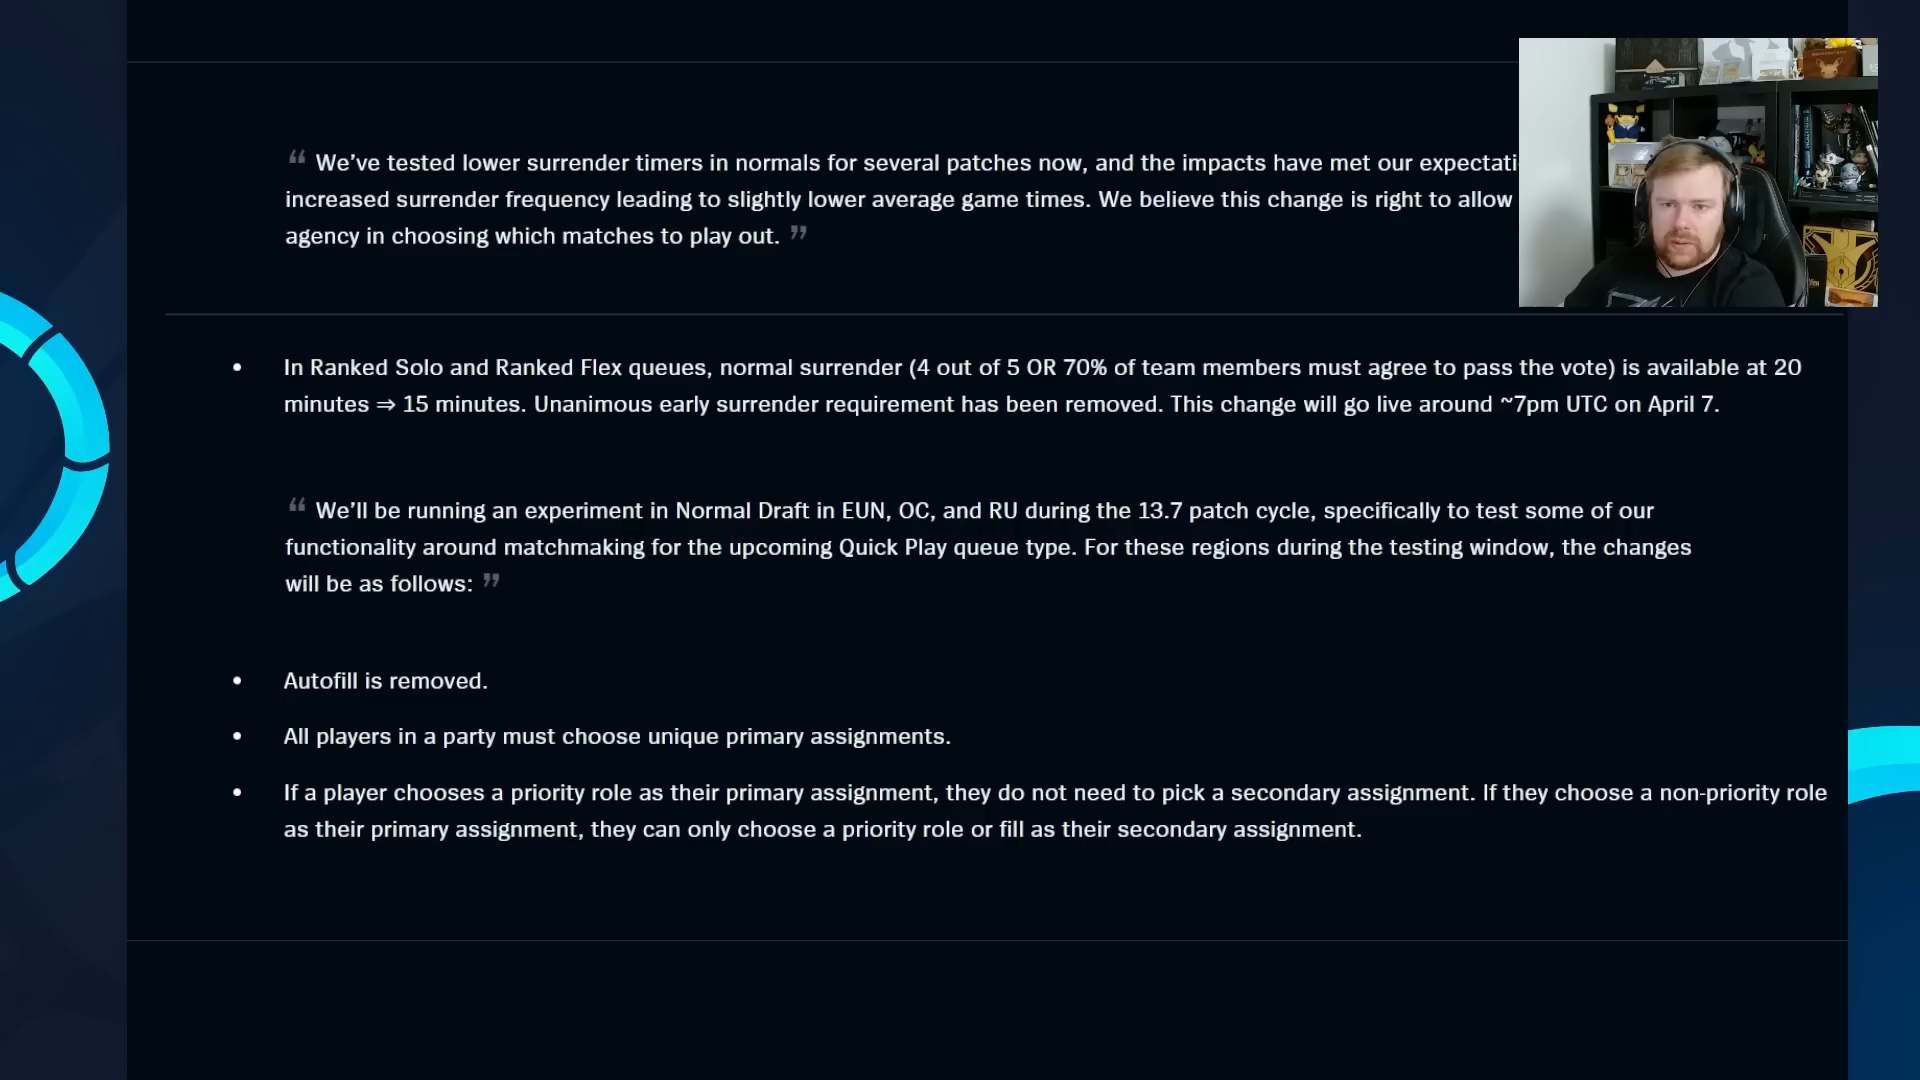 “ We’ve tested lower surrender timers in normals for several patches now, and the impacts have met our
increased surrender frequency leading to slightly lower average game times. We believe this change is right to allow
agency in choosing which matches to play out. ”
• In Ranked Solo and Ranked Flex queues, normal surrender (4 out of 5 OR 70% of team members must agree to pass the vote) is available at 20
minutes ⇒ 15 minutes. Unanimous early surrender requirement has been removed. This change will go live around ~7pm UTC on April 7.
“ We’ll be running an experiment in Normal Draft in EUN, OC, and RU during the 13.7 patch cycle, specifically to test some of our
functionality around matchmaking for the upcoming Quick Play queue type. For these regions during the testing window, the changes
will be as follows: ”
• Autofill is removed.
• All players in a party must choose unique primary assignments.
• If a player chooses a priority role as their primary assignment, they do not need to pick a secondary assignment. If they choose a non-priority role
as their primary assignment, they can only choose a priority role or fill as their secondary assignment.